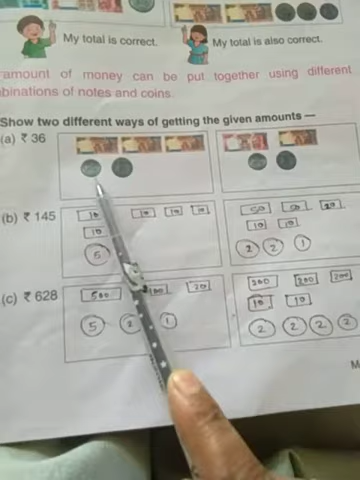 My total is correct.
My total is also correct.
amount of money can be put together using different
binations of notes and coins.
Show two different ways of getting the given amounts —
(a) ₹ 36
(b) ₹ 145
10 10 10 10
10
5
50 50 20
10 10
2 2 1
(c) ₹ 628
500 100 20
5 2 1
200 200 200
10 10
2 2 2 2
M